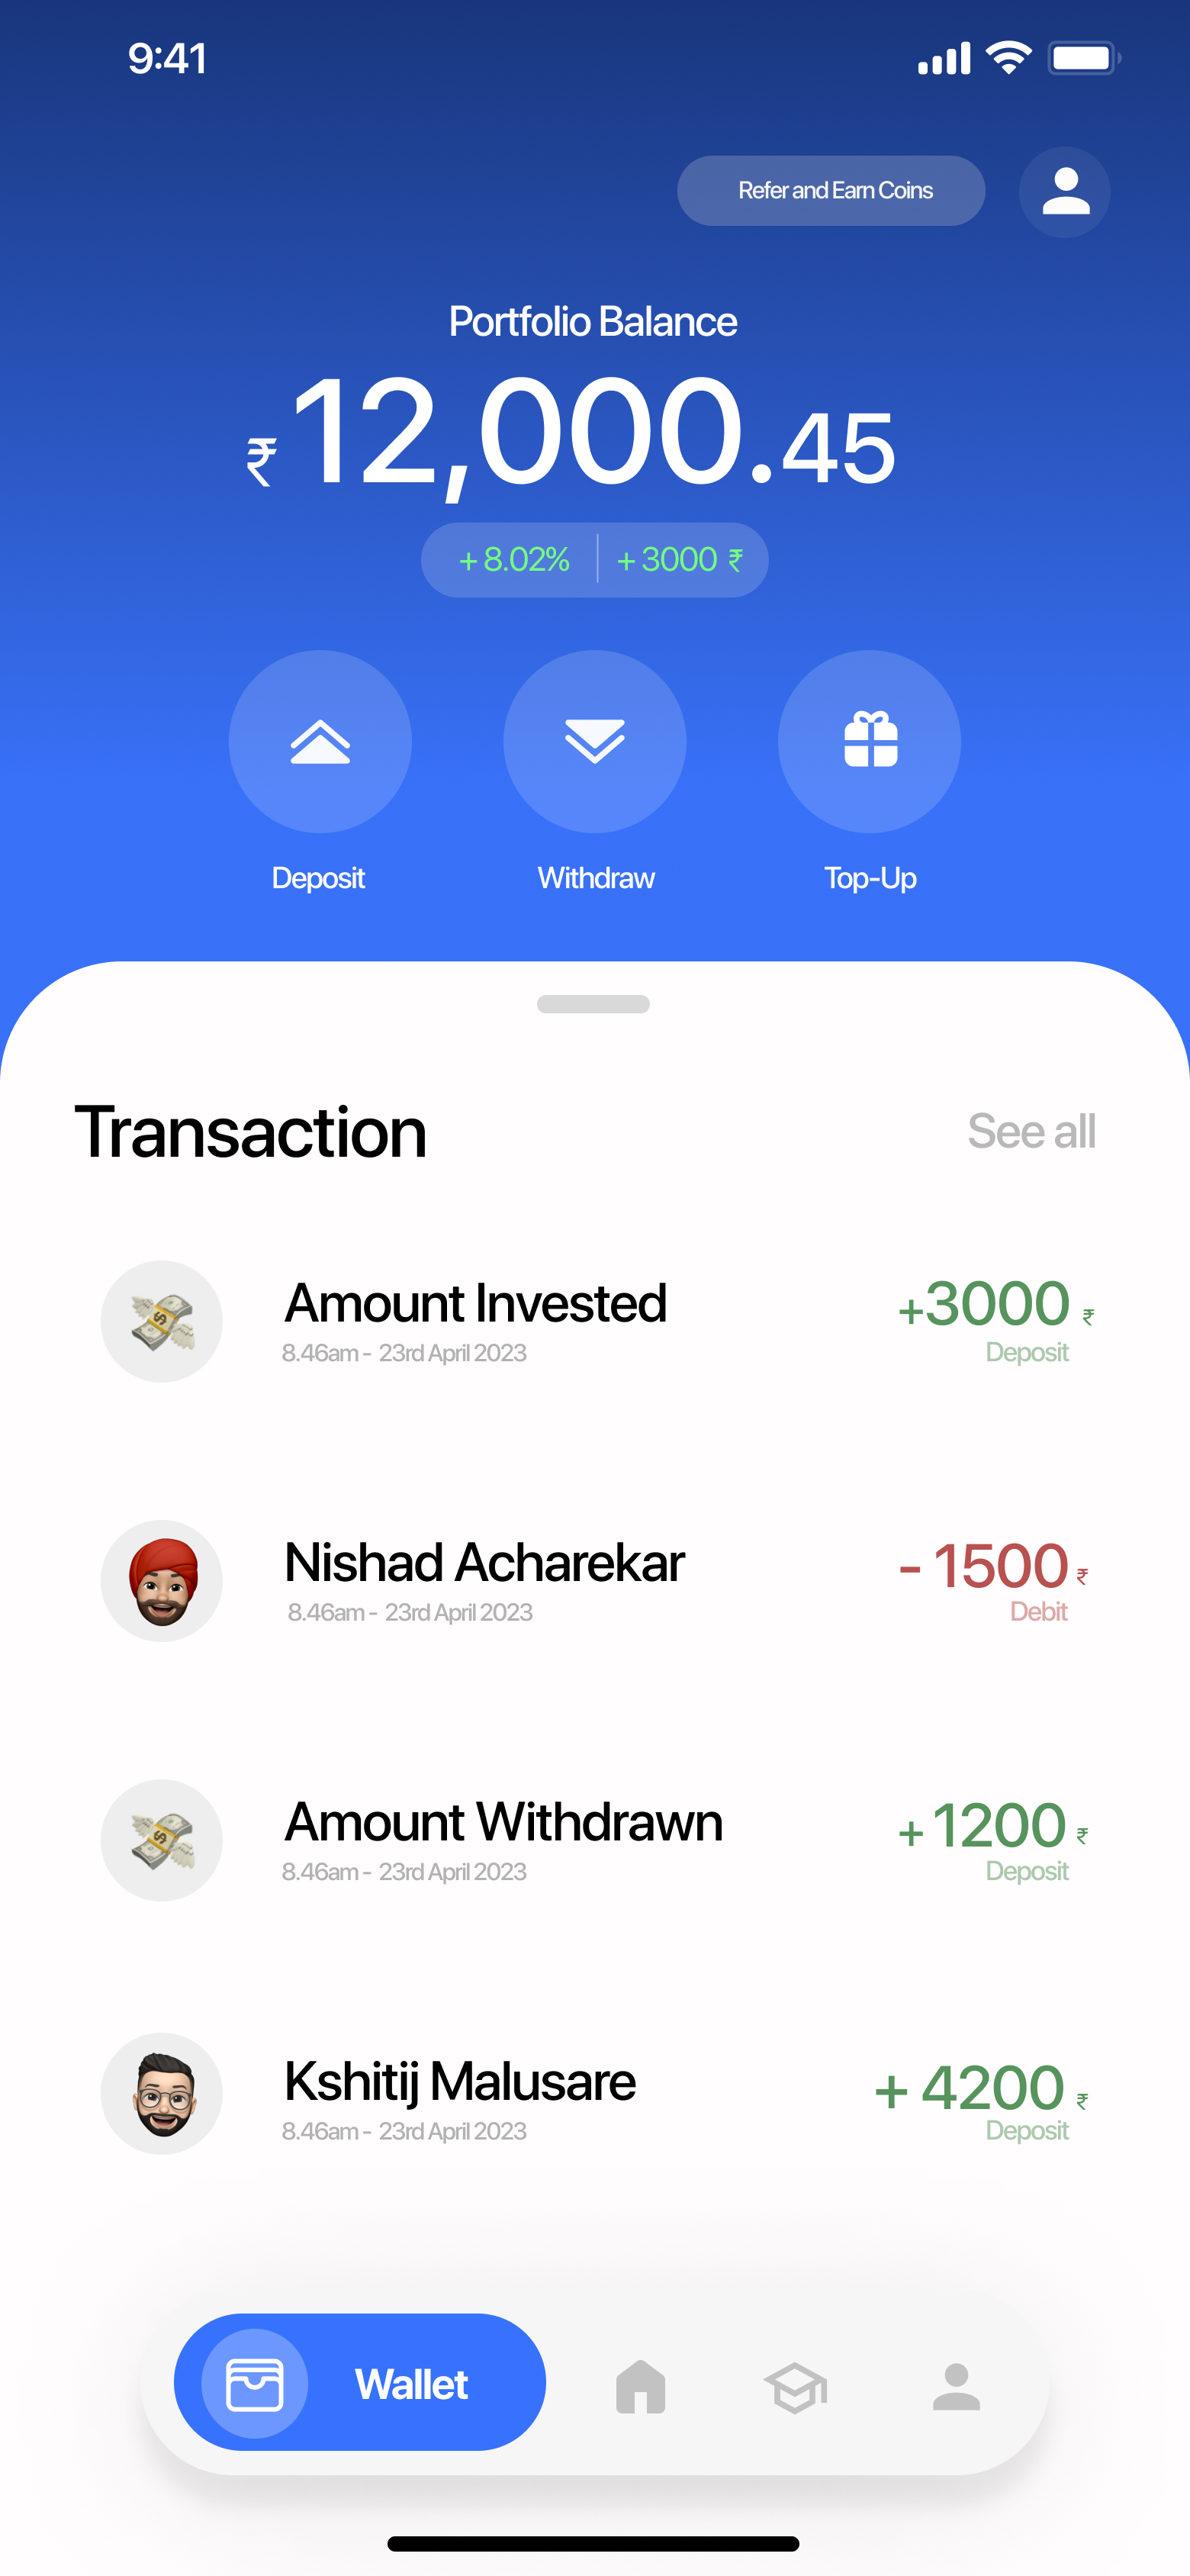 9:41
Refer and Earn Coins
Portfolio Balance
₹ 12,000.45
+ 8.02% + 3000 ₹
Deposit Withdraw Top-Up
Transaction See all
Amount Invested +3000 ₹
8.46am - 23rd April 2023 Deposit
Nishad Acharekar - 1500 ₹
8.46am - 23rd April 2023 Debit
Amount Withdrawn + 1200 ₹
8.46am - 23rd April 2023 Deposit
Kshitij Malusare + 4200 ₹
8.46am - 23rd April 2023 Deposit
Wallet